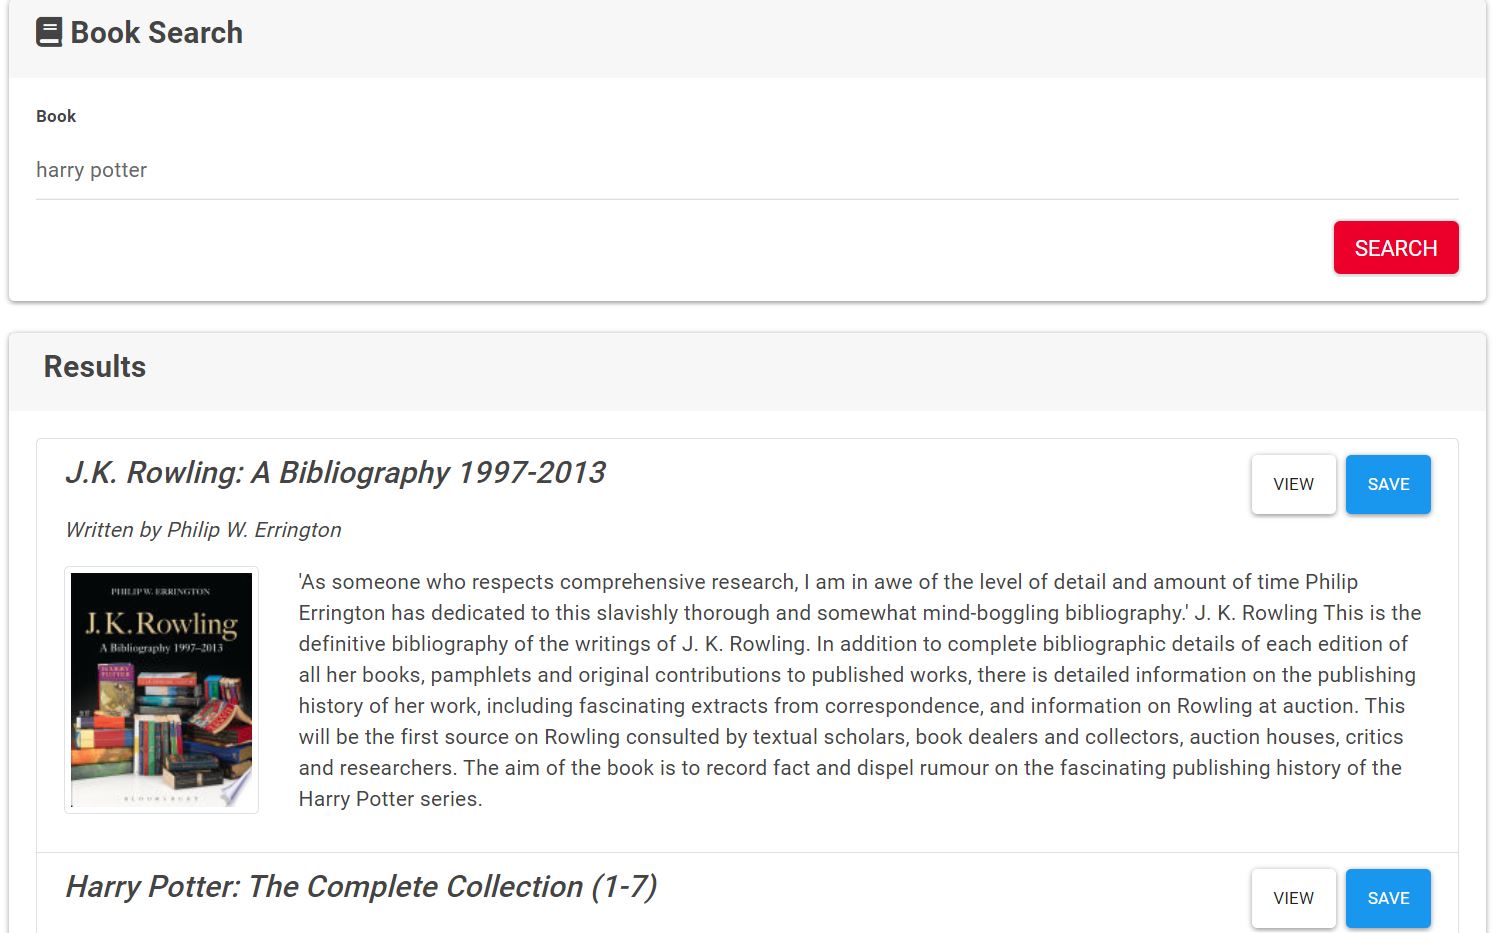 Book Search
Book
harry potter
SEARCH
Results
J.K. Rowling: A Bibliography 1997-2013
VIEW
SAVE
Written by Philip W. Errington
PHILIP W. ERRINGTON
J.K.Rowling
A Bibliography 1997–2013
HARRY
POTTER
BLOOMSBURY
'As someone who respects comprehensive research, I am in awe of the level of detail and amount of time Philip
Errington has dedicated to this slavishly thorough and somewhat mind-boggling bibliography.' J. K. Rowling This is the
definitive bibliography of the writings of J. K. Rowling. In addition to complete bibliographic details of each edition of
all her books, pamphlets and original contributions to published works, there is detailed information on the publishing
history of her work, including fascinating extracts from correspondence, and information on Rowling at auction. This
will be the first source on Rowling consulted by textual scholars, book dealers and collectors, auction houses, critics
and researchers. The aim of the book is to record fact and dispel rumour on the fascinating publishing history of the
Harry Potter series.
Harry Potter: The Complete Collection (1-7)
VIEW
SAVE